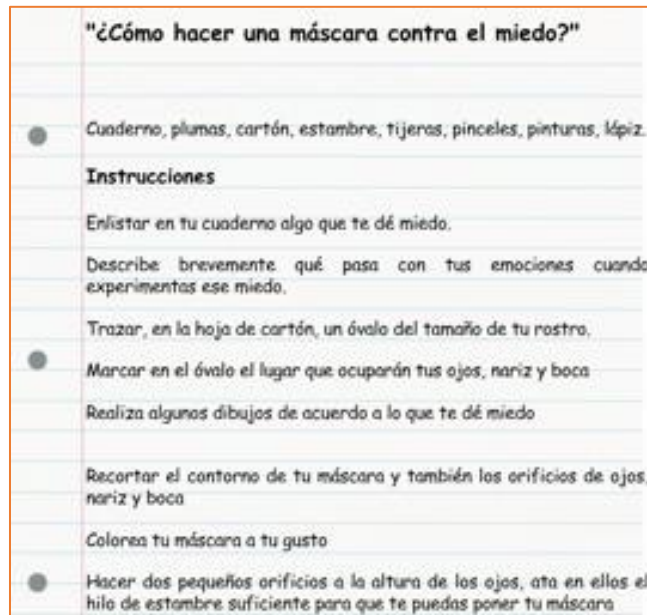 "¿Cómo hacer una máscara contra el miedo?"
Cuaderno, plumas, cartón, estambre, tijeras, pinceles, pinturas, lápiz.
Instrucciones
Enlistar en tu cuaderno algo que te dé miedo.
Describe brevemente qué pasa con tus emociones cuando
experimentas ese miedo.
Trazar, en la hoja de cartón, un óvalo del tamaño de tu rostro.
Marcar en el óvalo el lugar que ocuparán tus ojos, nariz y boca
Realiza algunos dibujos de acuerdo a lo que te dé miedo
Recortar el contorno de tu máscara y también los orificios de ojos,
nariz y boca
Colorea tu máscara a tu gusto
Hacer dos pequeños orificios a la altura de los ojos, ata en ellos el
hilo de estambre suficiente para que te puedas poner tu máscara